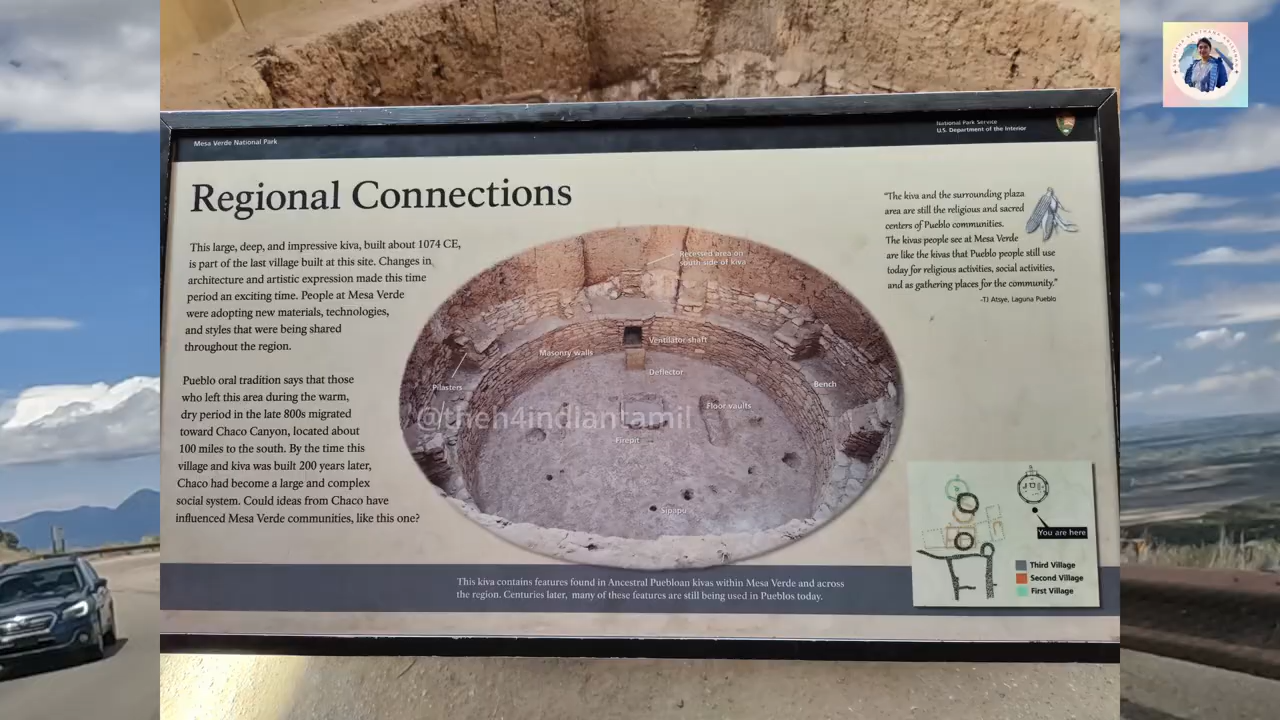 Mesa Verde National Park
National Park Service
U.S. Department of the Interior
Regional Connections
This large, deep, and impressive kiva, built about 1074 CE,
is part of the last village built at this site. Changes in
architecture and artistic expression made this time
period an exciting time. People at Mesa Verde
were adopting new materials, technologies,
and styles that were being shared
throughout the region.
Pueblo oral tradition says that those
who left this area during the warm,
dry period in the late 800s migrated
toward Chaco Canyon, located about
100 miles to the south. By the time this
village and kiva was built 200 years later,
Chaco had become a large and complex
social system. Could ideas from Chaco have
influenced Mesa Verde communities, like this one?
Recessed area on
south side of kiva
Ventilator shaft
Masonry walls
Deflector
Pilasters
Bench
Floor vaults
@theh4indiantamil
Firepit
Sipapu
"The kiva and the surrounding plaza
area are still the religious and sacred
centers of Pueblo communities.
The kivas people see at Mesa Verde
are like the kivas that Pueblo people still use
today for religious activities, social activities,
and as gathering places for the community."
-TJ Atsye, Laguna Pueblo
You are here
Third Village
Second Village
First Village
This kiva contains features found in Ancestral Puebloan kivas within Mesa Verde and across
the region. Centuries later, many of these features are still being used in Pueblos today.